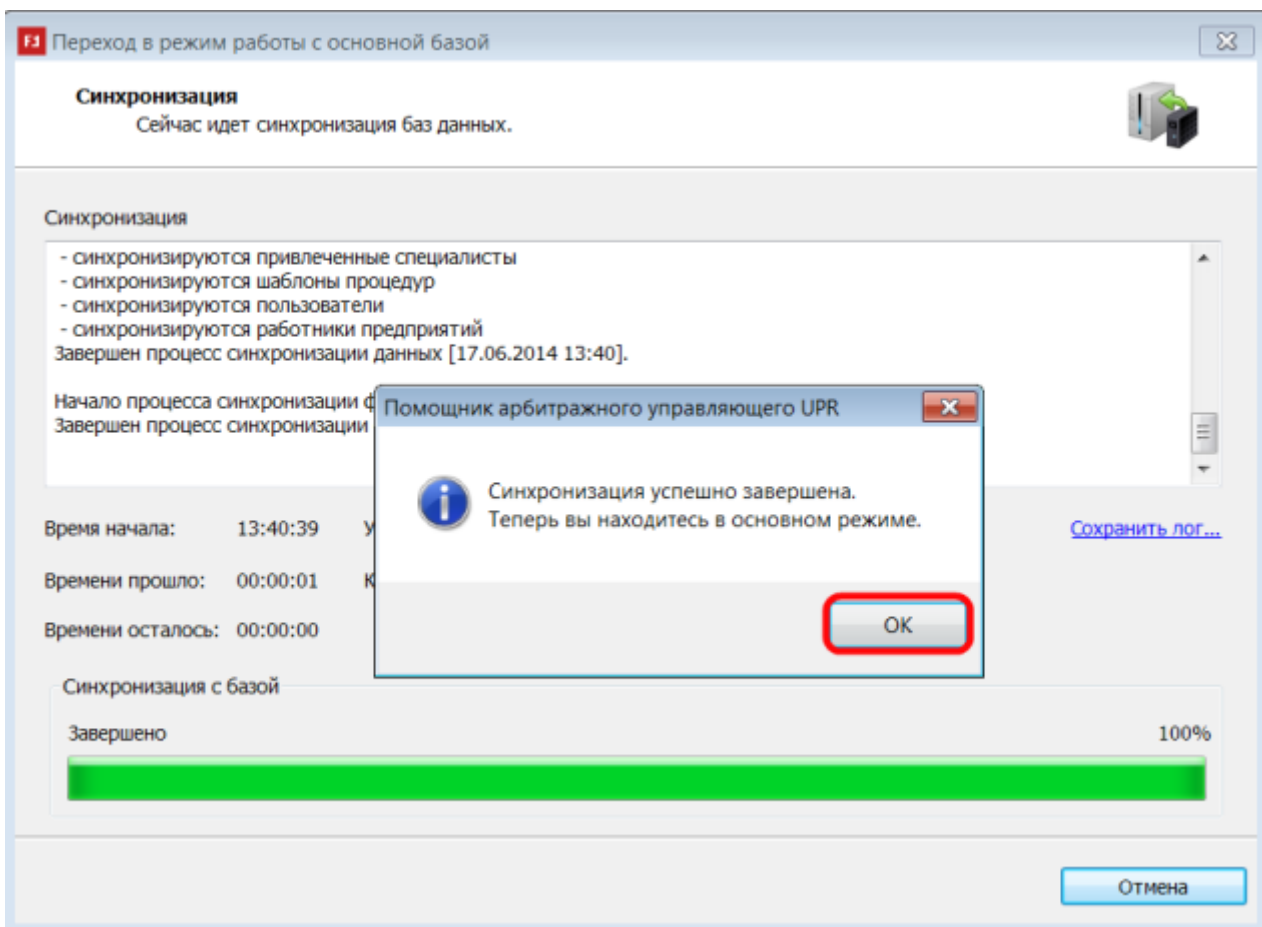 Переход в режим работы с основной базой
Синхронизация
Сейчас идет синхронизация баз данных.
Синхронизация
- синхронизируются привлеченные специалисты
- синхронизируются шаблоны процедур
- синхронизируются пользователи
- синхронизируются работники предприятий
Завершен процесс синхронизации данных [17.06.2014 13:40].
Начало процесса синхронизации
Завершен процесс синхронизации
Помощник арбитражного управляющего UPR
Синхронизация успешно завершена.
Теперь вы находитесь в основном режиме.
OK
Время начала: 13:40:39
Сохранить лог...
Времени прошло: 00:00:01
Времени осталось: 00:00:00
Синхронизация с базой
Завершено 100%
Отмена